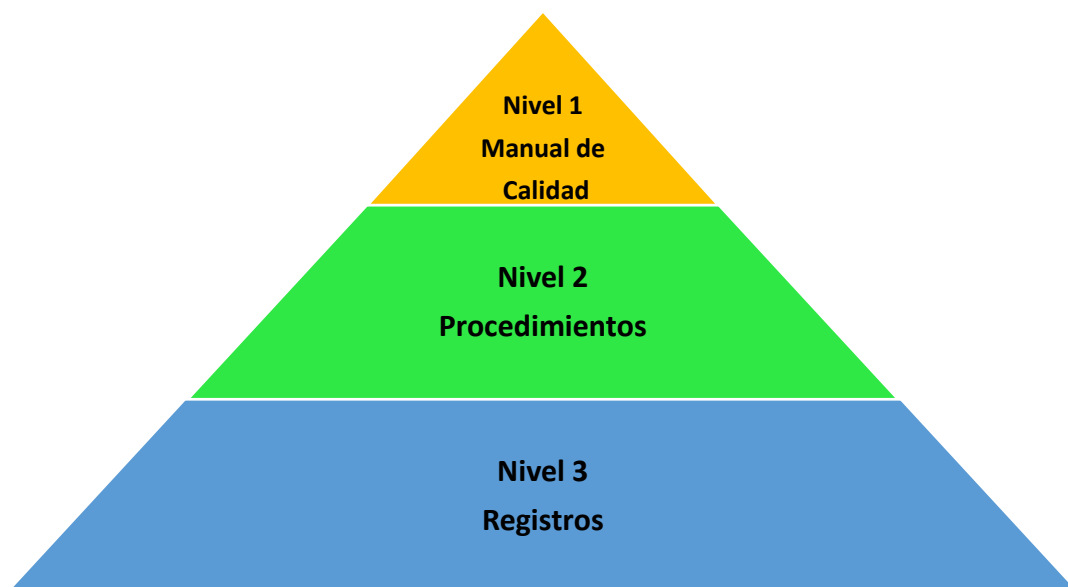 Nivel 1
Manual de
Calidad
Nivel 2
Procedimientos
Nivel 3
Registros